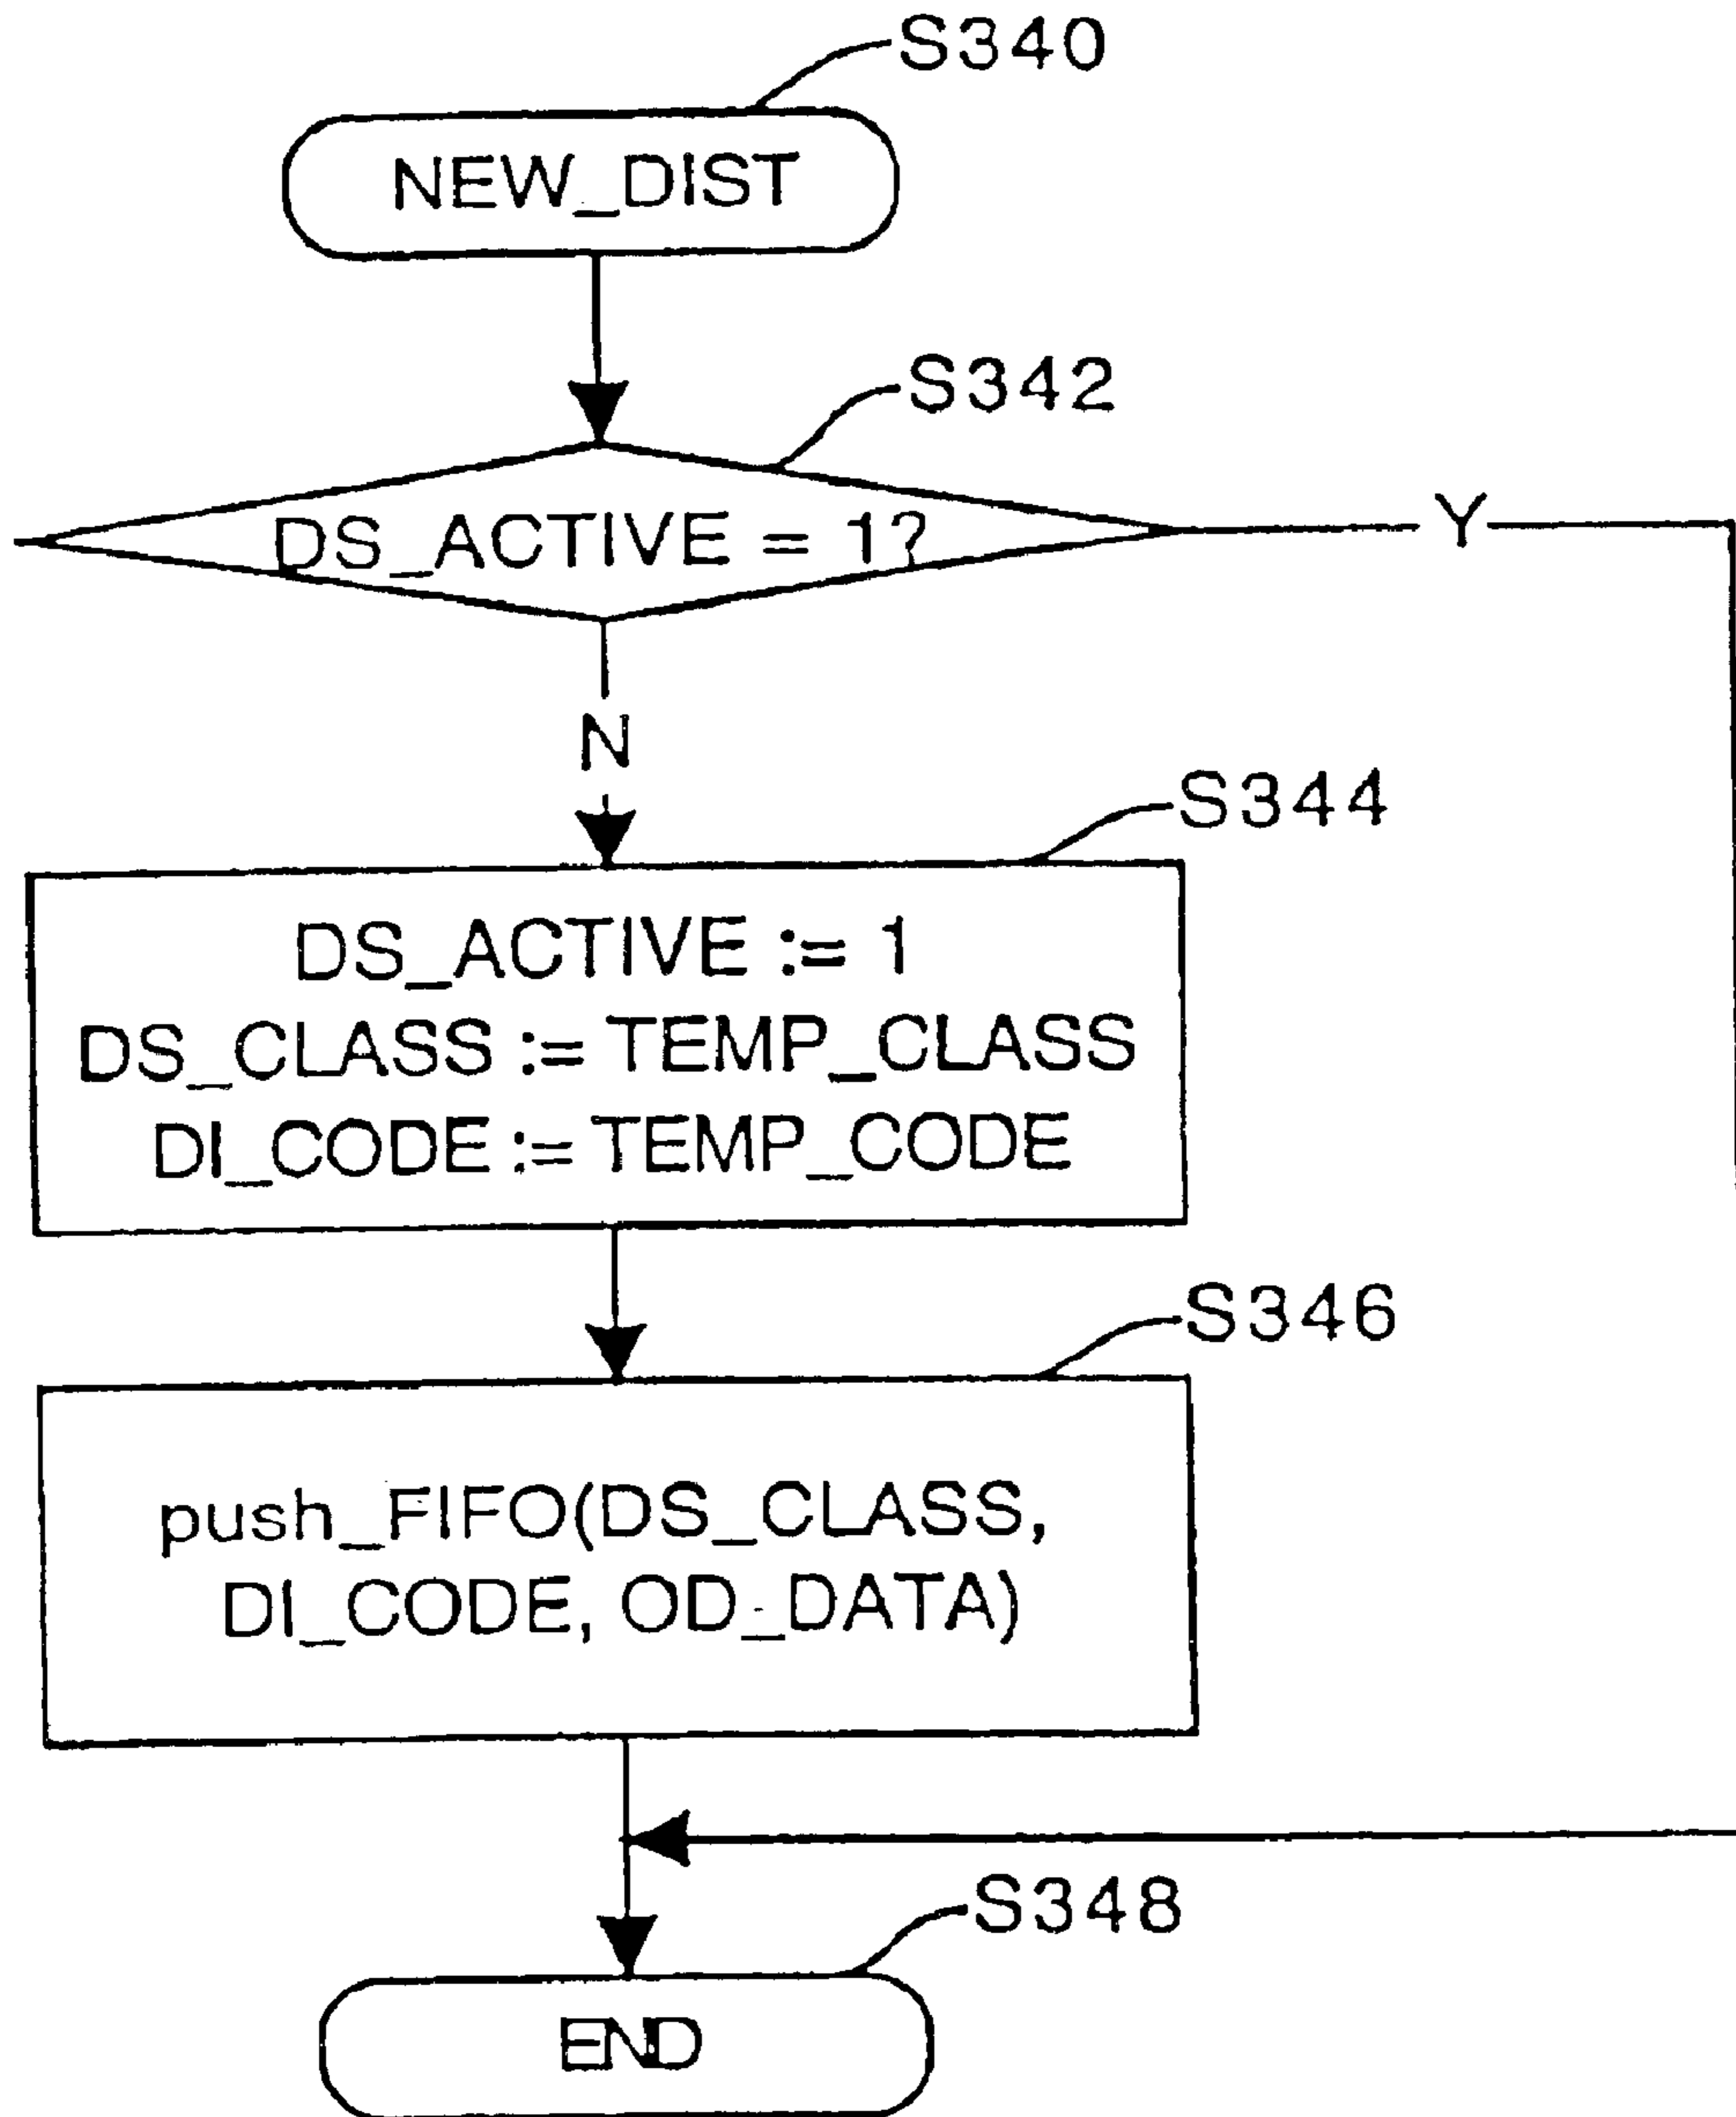 S340
NEW_DIST
S342
DS_ACTIVE = 1?
Y
N
S344
DS_ACTIVE := 1
DS_CLASS := TEMP_CLASS
DI_CODE := TEMP_CODE
S346
push_FIFO(DS_CLASS,
DI_CODE, OD_DATA)
S348
END